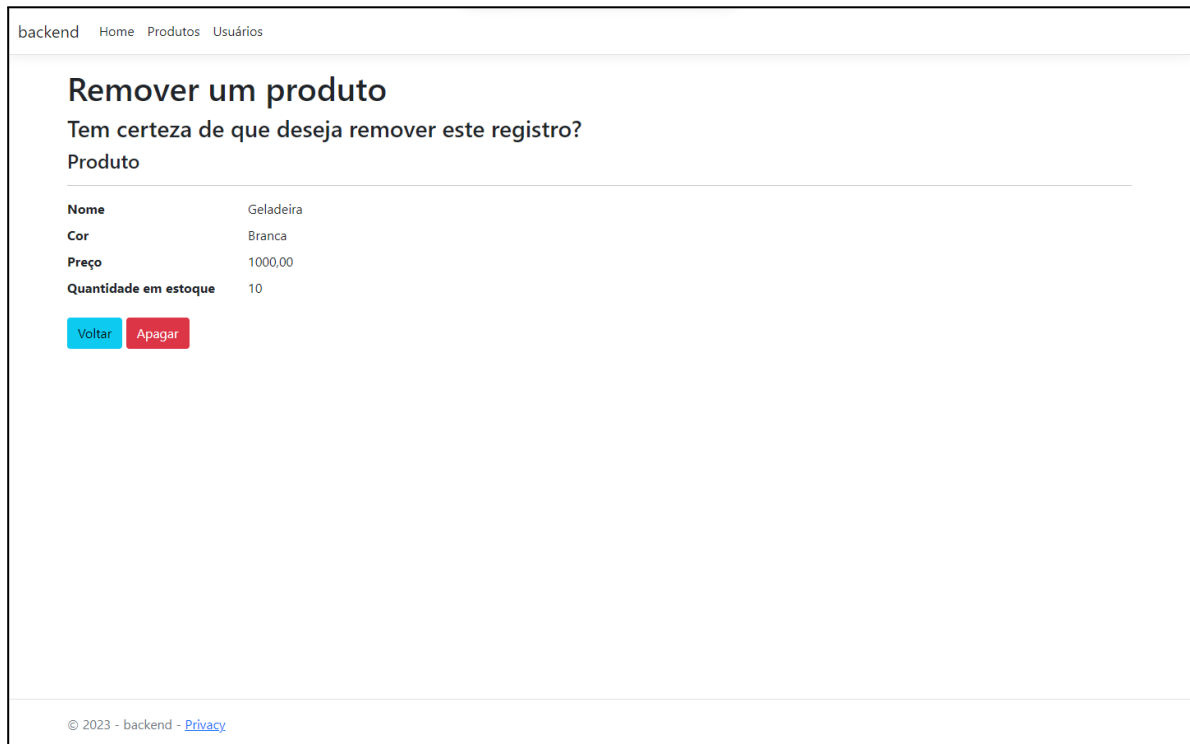 backend Home Produtos Usuários
Remover um produto
Tem certeza de que deseja remover este registro?
Produto
Nome Geladeira
Cor Branca
Preço 1000,00
Quantidade em estoque 10
Voltar Apagar
© 2023 - backend - Privacy